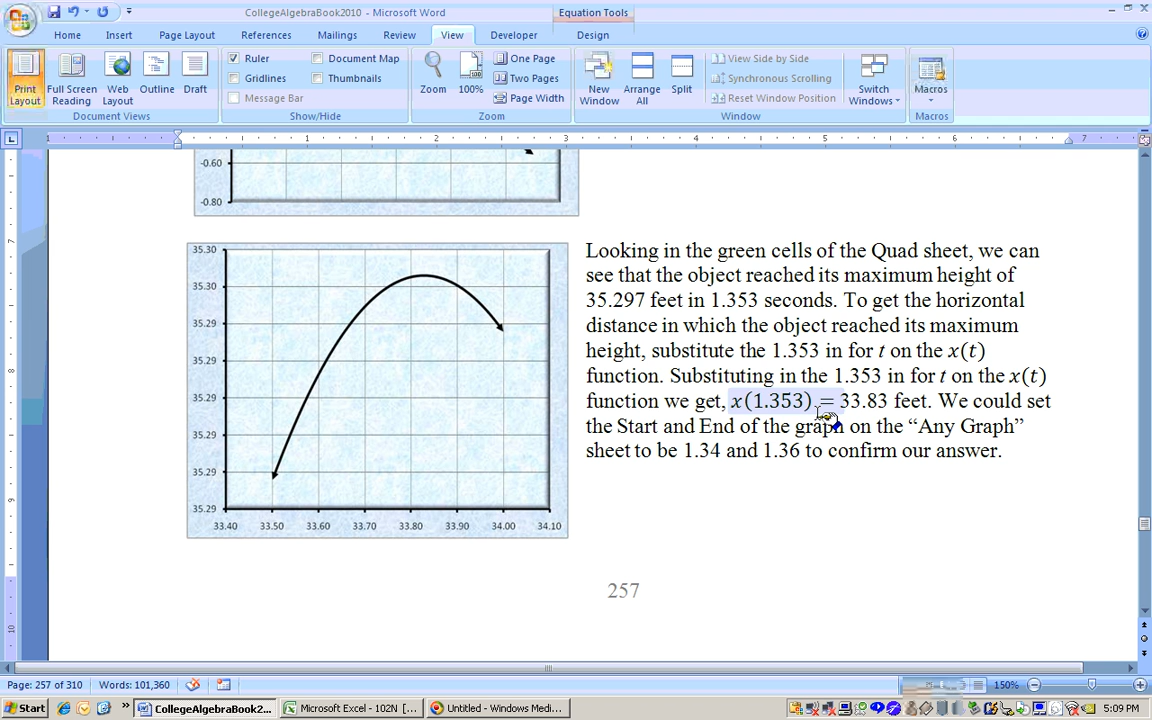 CollegeAlgebraBook2010 - Microsoft Word
Equation Tools
Home Insert Page Layout References Mailings Review View Developer Design
Print Layout
Full Screen Reading
Web Layout
Outline
Draft
Document Views
Ruler
Gridlines
Message Bar
Document Map
Thumbnails
Show/Hide
Zoom
100%
One Page
Two Pages
Page Width
Zoom
New Window
Arrange All
Split
View Side by Side
Synchronous Scrolling
Reset Window Position
Switch Windows
Window
Macros
Macros
1 1 2 3 4 5 6 7
-0.60
-0.80
35.30
35.30
35.29
35.29
35.29
35.29
35.29
35.29
33.40 33.50 33.60 33.70 33.80 33.90 34.00 34.10
Looking in the green cells of the Quad sheet, we can
see that the object reached its maximum height of
35.297 feet in 1.353 seconds. To get the horizontal
distance in which the object reached its maximum
height, substitute the 1.353 in for t on the x(t)
function. Substituting in the 1.353 in for t on the x(t)
function we get, x(1.353) = 33.83 feet. We could set
the Start and End of the graph on the “Any Graph”
sheet to be 1.34 and 1.36 to confirm our answer.
257
7
9
10
Page: 257 of 310 Words: 101,360 150%
Start CollegeAlgebraBook2... Microsoft Excel - 102N [... Untitled - Windows Medi... 5:09 PM